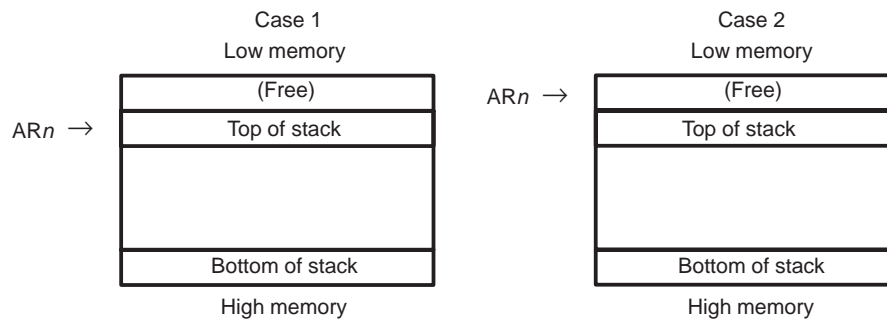 Case 1
Low memory
(Free)
ARn →
Top of stack
Bottom of stack
High memory
Case 2
Low memory
ARn →
(Free)
Top of stack
Bottom of stack
High memory